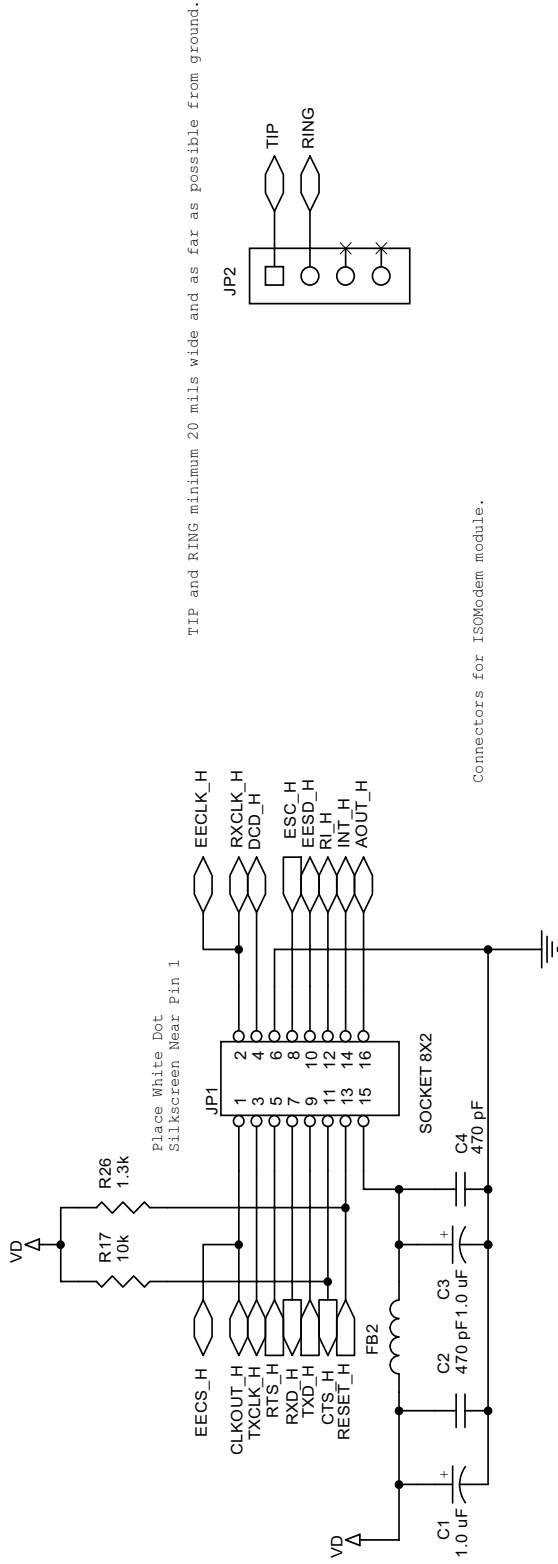 TIP and RING minimum 20 mils wide and as far as possible from ground.
JP2
TIP
RING
Connectors for ISOModem module.
VD
R17
10k
R26
1.3k
Place White Dot
Silkscreen Near Pin 1
JP1
EECS_H
CLKOUT_H
TXCLK_H
RTS_H
RXD_H
TXD_H
CTS_H
RESET_H
1 2
3 4
5 6
7 8
9 10
11 12
13 14
15 16
SOCKET 8X2
EECLK_H
RXCLK_H
DCD_H
ESC_H
EESD_H
RI_H
INT_H
AOUT_H
VD
FB2
C1
1.0 uF
+
C2
470 pF
C3
1.0 uF
+
C4
470 pF